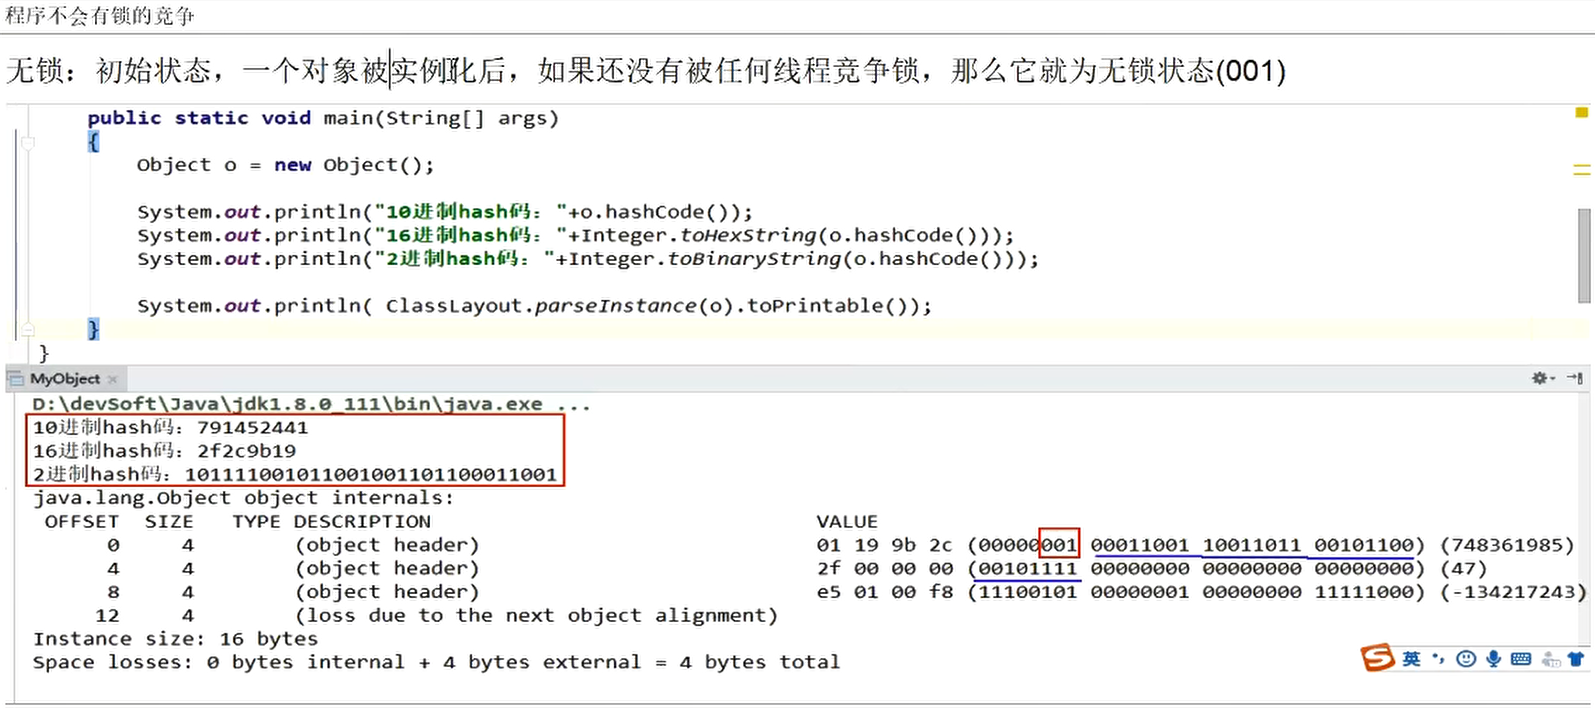 程序不会有锁的竞争
无锁：初始状态，一个对象被实例化后，如果还没有被任何线程竞争锁，那么它就为无锁状态(001)
public static void main(String[] args)
{
Object o = new Object();
System.out.println("10进制hash码："+o.hashCode());
System.out.println("16进制hash码："+Integer.toHexString(o.hashCode()));
System.out.println("2进制hash码："+Integer.toBinaryString(o.hashCode()));
System.out.println( ClassLayout.parseInstance(o).toPrintable());
}
}
MyObject
D:\devSoft\Java\jdk1.8.0_111\bin\java.exe ...
10进制hash码：791452441
16进制hash码：2f2c9b19
2进制hash码：101111001011001001101100011001
java.lang.Object object internals:
OFFSET SIZE TYPE DESCRIPTION VALUE
0 4 (object header) 01 19 9b 2c (00000001 00011001 10011011 00101100) (748361985)
4 4 (object header) 2f 00 00 00 (00101111 00000000 00000000 00000000) (47)
8 4 (object header) e5 01 00 f8 (11100101 00000001 00000000 11111000) (-134217243)
12 4 (loss due to the next object alignment)
Instance size: 16 bytes
Space losses: 0 bytes internal + 4 bytes external = 4 bytes total
英